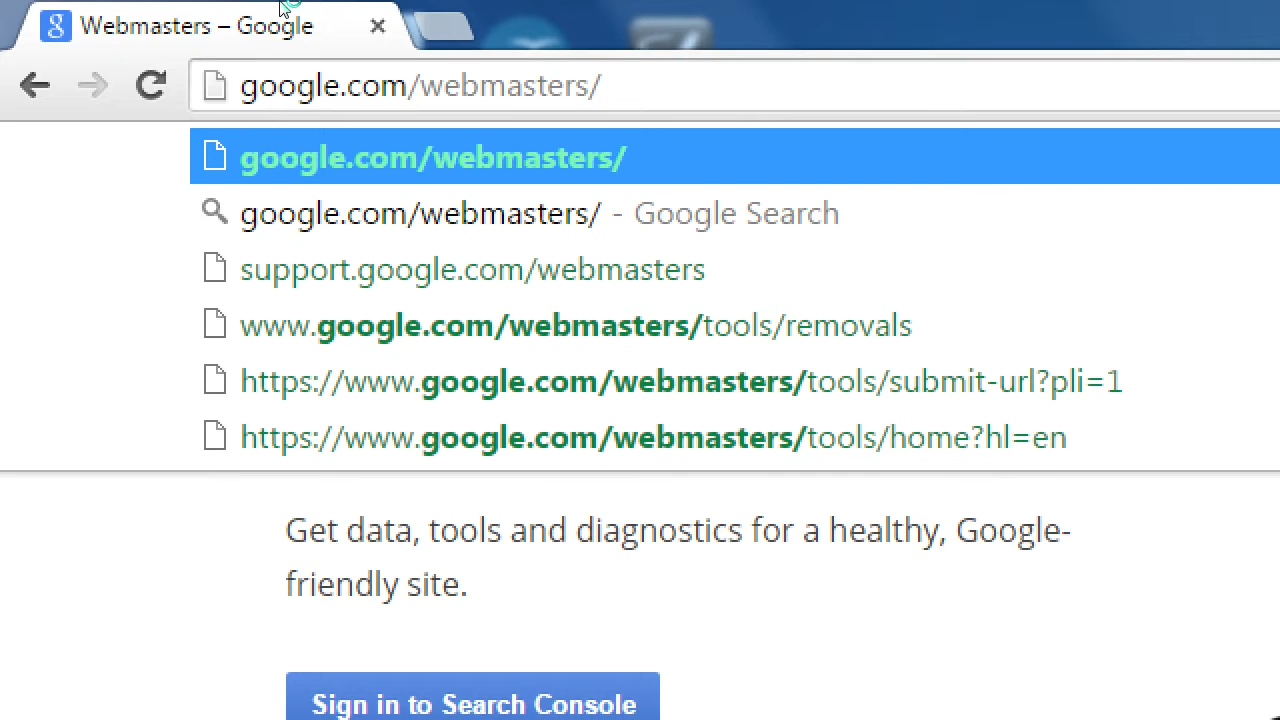 Webmasters – Google
google.com/webmasters/
google.com/webmasters/
google.com/webmasters/ - Google Search
support.google.com/webmasters
www.google.com/webmasters/tools/removals
https://www.google.com/webmasters/tools/submit-url?pli=1
https://www.google.com/webmasters/tools/home?hl=en
Get data, tools and diagnostics for a healthy, Google-
friendly site.
Sign in to Search Console